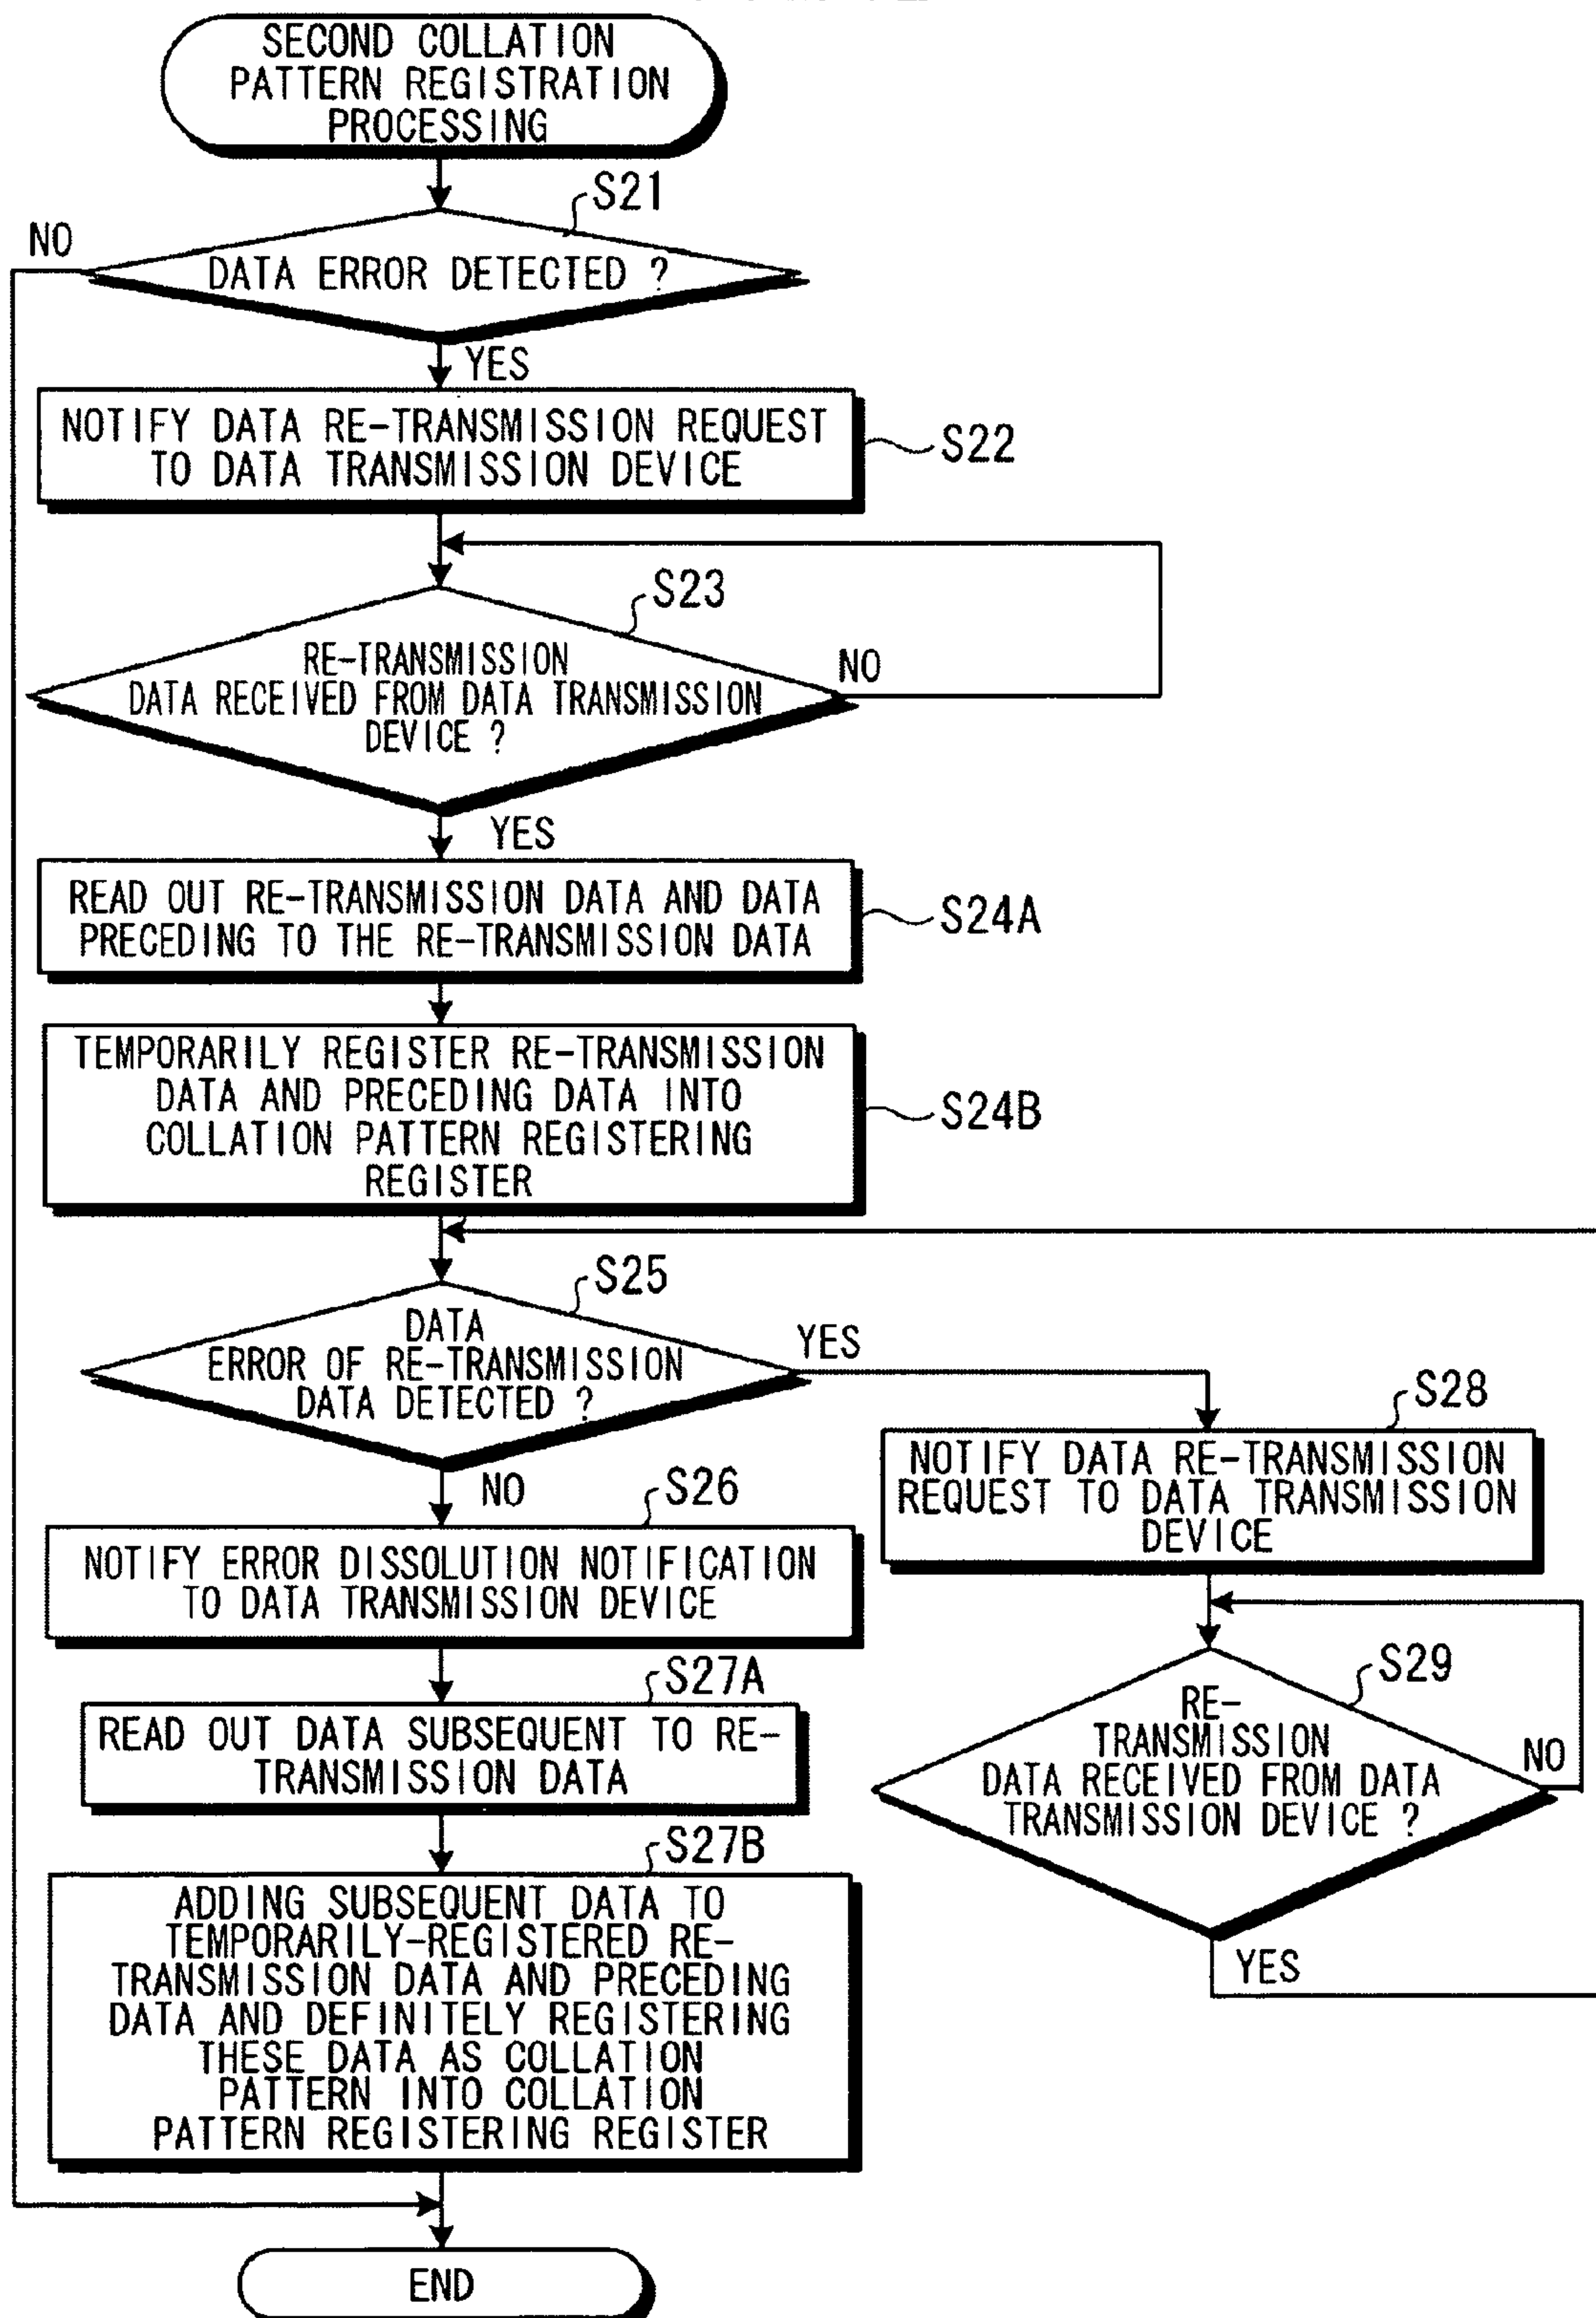 SECOND COLLATION
PATTERN REGISTRATION
PROCESSING
S21
NO
DATA ERROR DETECTED ?
YES
NOTIFY DATA RE-TRANSMISSION REQUEST
TO DATA TRANSMISSION DEVICE
S22
S23
RE-TRANSMISSION
DATA RECEIVED FROM DATA TRANSMISSION
DEVICE ?
NO
YES
READ OUT RE-TRANSMISSION DATA AND DATA
PRECEDING TO THE RE-TRANSMISSION DATA
S24A
TEMPORARILY REGISTER RE-TRANSMISSION
DATA AND PRECEDING DATA INTO
COLLATION PATTERN REGISTERING
REGISTER
S24B
S25
DATA
ERROR OF RE-TRANSMISSION
DATA DETECTED ?
YES
NO
S28
NOTIFY DATA RE-TRANSMISSION
REQUEST TO DATA TRANSMISSION
DEVICE
S26
NOTIFY ERROR DISSOLUTION NOTIFICATION
TO DATA TRANSMISSION DEVICE
S29
RE-
TRANSMISSION
DATA RECEIVED FROM DATA
TRANSMISSION DEVICE ?
NO
YES
S27A
READ OUT DATA SUBSEQUENT TO RE-
TRANSMISSION DATA
S27B
ADDING SUBSEQUENT DATA TO
TEMPORARILY-REGISTERED RE-
TRANSMISSION DATA AND PRECEDING
DATA AND DEFINITELY REGISTERING
THESE DATA AS COLLATION
PATTERN INTO COLLATION
PATTERN REGISTERING REGISTER
END